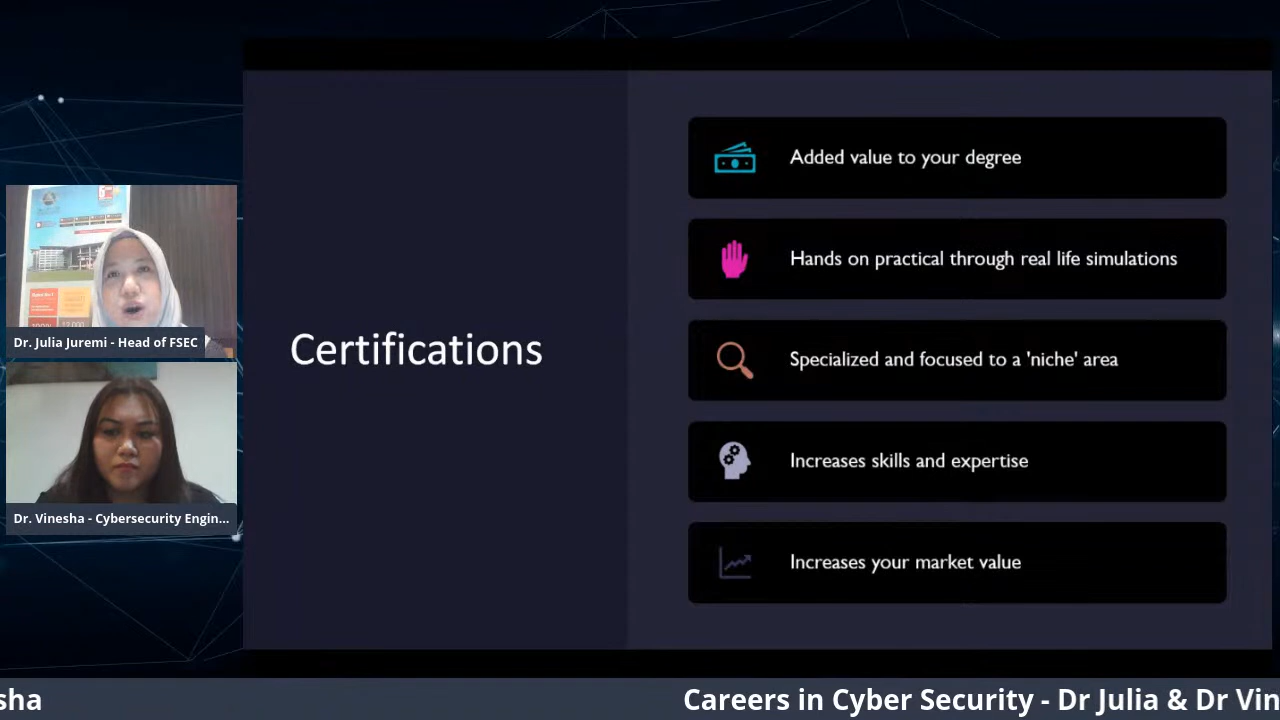 Certifications
Added value to your degree
Hands on practical through real life simulations
Specialized and focused to a 'niche' area
Increases skills and expertise
Increases your market value
Dr. Julia Juremi - Head of FSEC
Dr. Vinesha - Cybersecurity Engin...
sha
Careers in Cyber Security - Dr Julia & Dr Vin